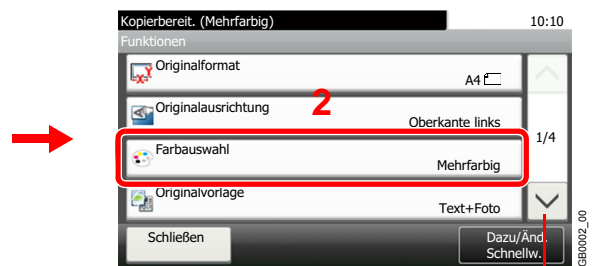 Kopierbereit. (Mehrfarbig) 10:10
Funktionen
Originalformat
A4
Originalausrichtung
2
Oberkante links
Farbauswahl
Mehrfarbig
1/4
Originalvorlage
Text+Foto
Schließen
Dazu/Änd.
Schnellw.
GB0002_00